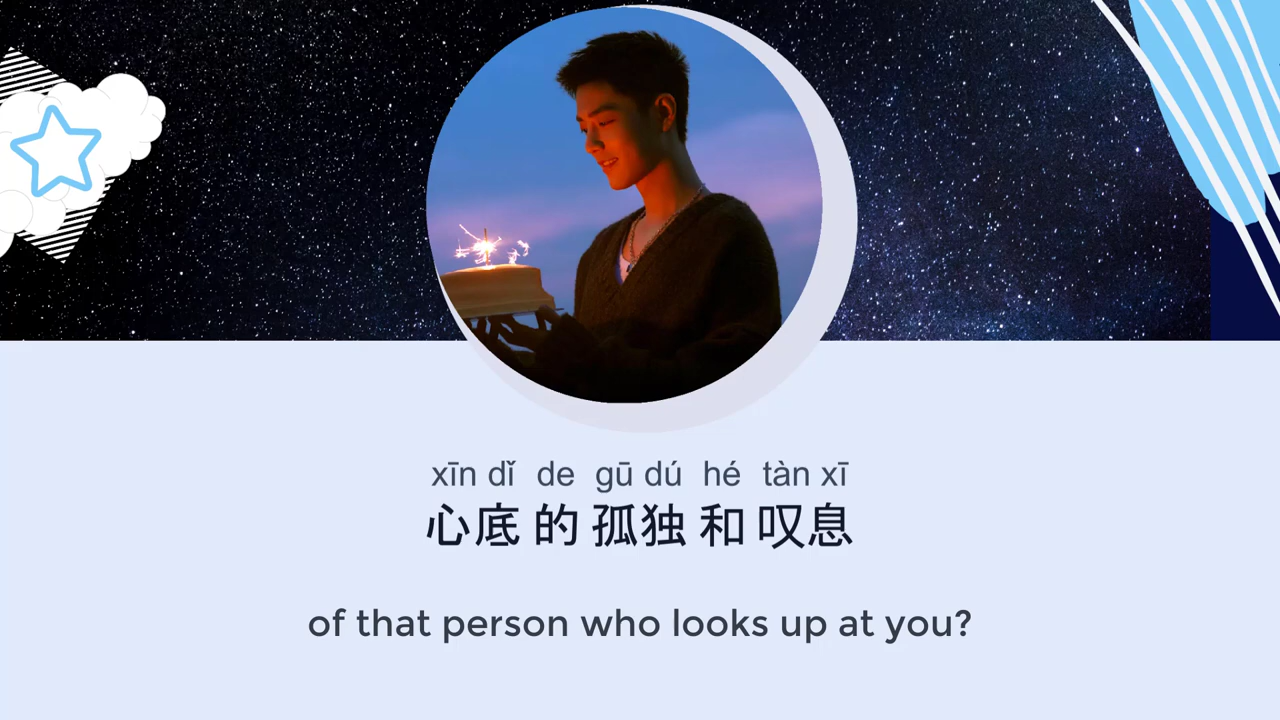 xīn dǐ de gū dú hé tàn xī
心底 的 孤独 和 叹息
of that person who looks up at you?